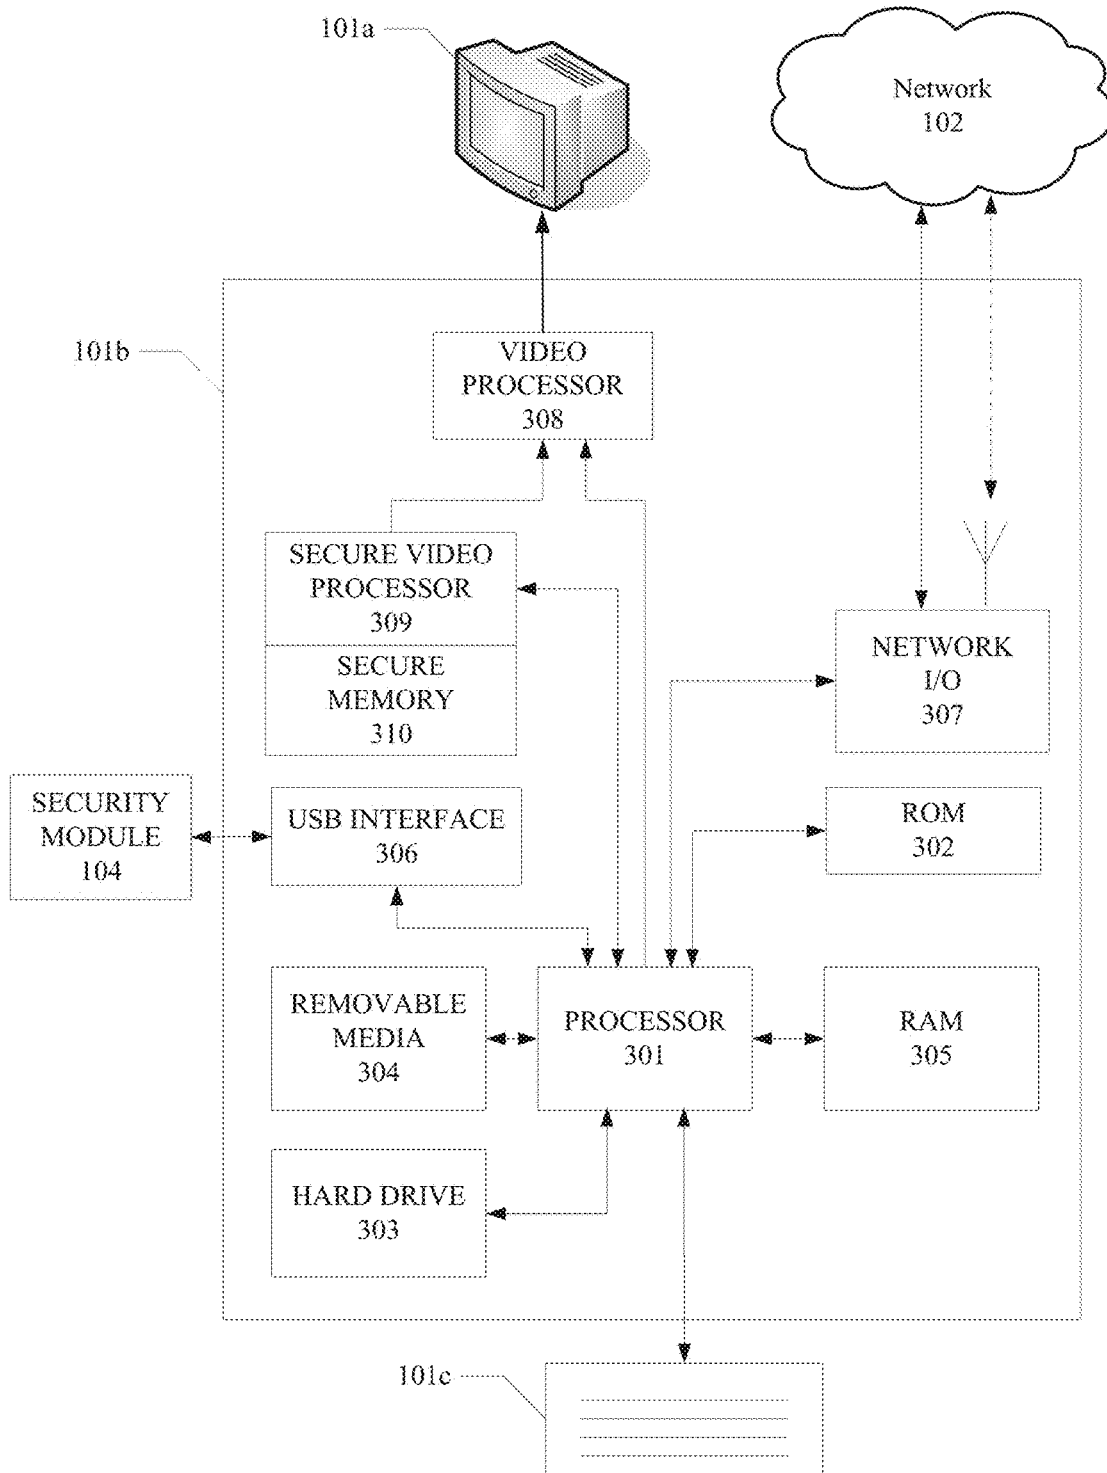 101a
Network
102
101b
VIDEO
PROCESSOR
308
SECURE VIDEO
PROCESSOR
309
SECURE
MEMORY
310
NETWORK
I/O
307
SECURITY
MODULE
104
USB INTERFACE
306
ROM
302
REMOVABLE
MEDIA
304
PROCESSOR
301
RAM
305
HARD DRIVE
303
101c